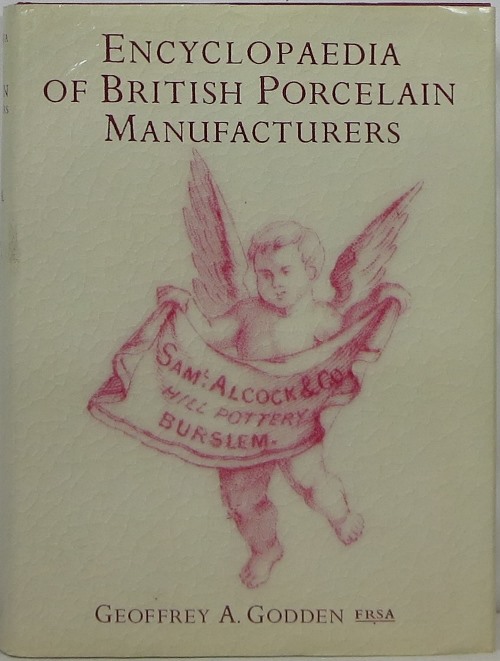 ENCYCLOPAEDIA
OF BRITISH PORCELAIN
MANUFACTURERS
SAML. ALCOCK & CO.
HILL POTTERY
BURSLEM.
GEOFFREY A. GODDEN FRSA